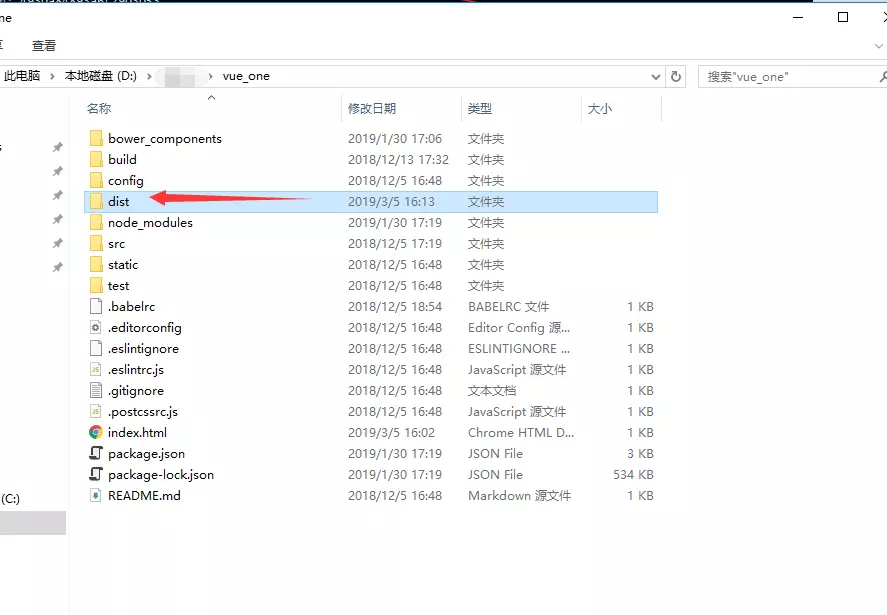 ne
查看
此电脑 › 本地磁盘 (D:) › › vue_one
搜索"vue_one"
名称 修改日期 类型 大小
bower_components 2019/1/30 17:06 文件夹
build 2018/12/13 17:32 文件夹
config 2018/12/5 16:48 文件夹
dist 2019/3/5 16:13 文件夹
node_modules 2019/1/30 17:19 文件夹
src 2018/12/5 17:19 文件夹
static 2018/12/5 16:48 文件夹
test 2018/12/5 16:48 文件夹
.babelrc 2018/12/5 18:54 BABELRC 文件 1 KB
.editorconfig 2018/12/5 16:48 Editor Config 源... 1 KB
.eslintignore 2018/12/5 16:48 ESLINTIGNORE ... 1 KB
.eslintrc.js 2018/12/5 16:48 JavaScript 源文件 1 KB
.gitignore 2018/12/5 16:48 文本文档 1 KB
.postcssrc.js 2018/12/5 16:48 JavaScript 源文件 1 KB
index.html 2019/3/5 16:02 Chrome HTML D... 1 KB
package.json 2019/1/30 17:19 JSON File 3 KB
package-lock.json 2019/1/30 17:19 JSON File 534 KB
README.md 2018/12/5 16:48 Markdown 源文件 1 KB
(C:)